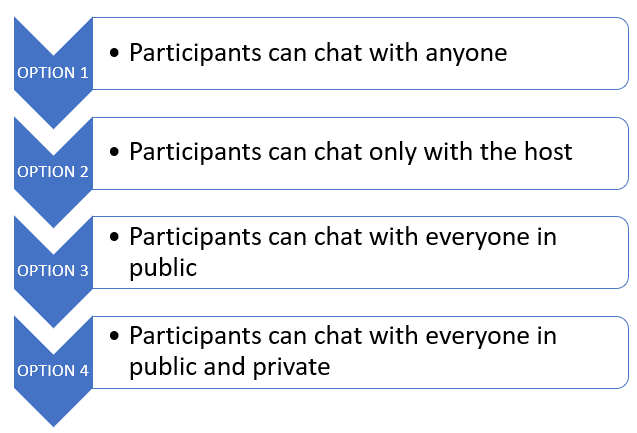 OPTION 1
• Participants can chat with anyone
OPTION 2
• Participants can chat only with the host
OPTION 3
• Participants can chat with everyone in
public
OPTION 4
• Participants can chat with everyone in
public and private